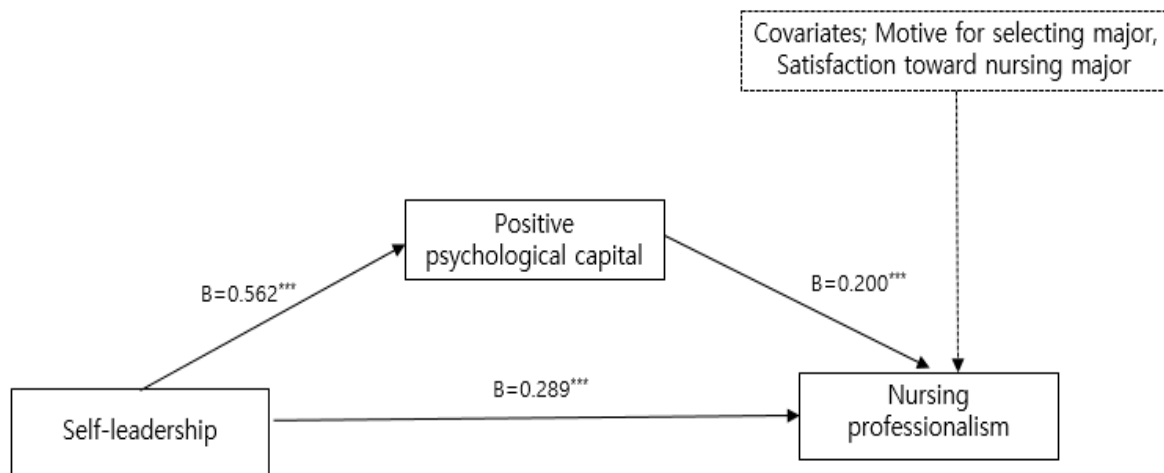 Covariates; Motive for selecting major,
Satisfaction toward nursing major
Positive
psychological capital
B=0.562***
B=0.200***
B=0.289***
Self-leadership
Nursing
professionalism